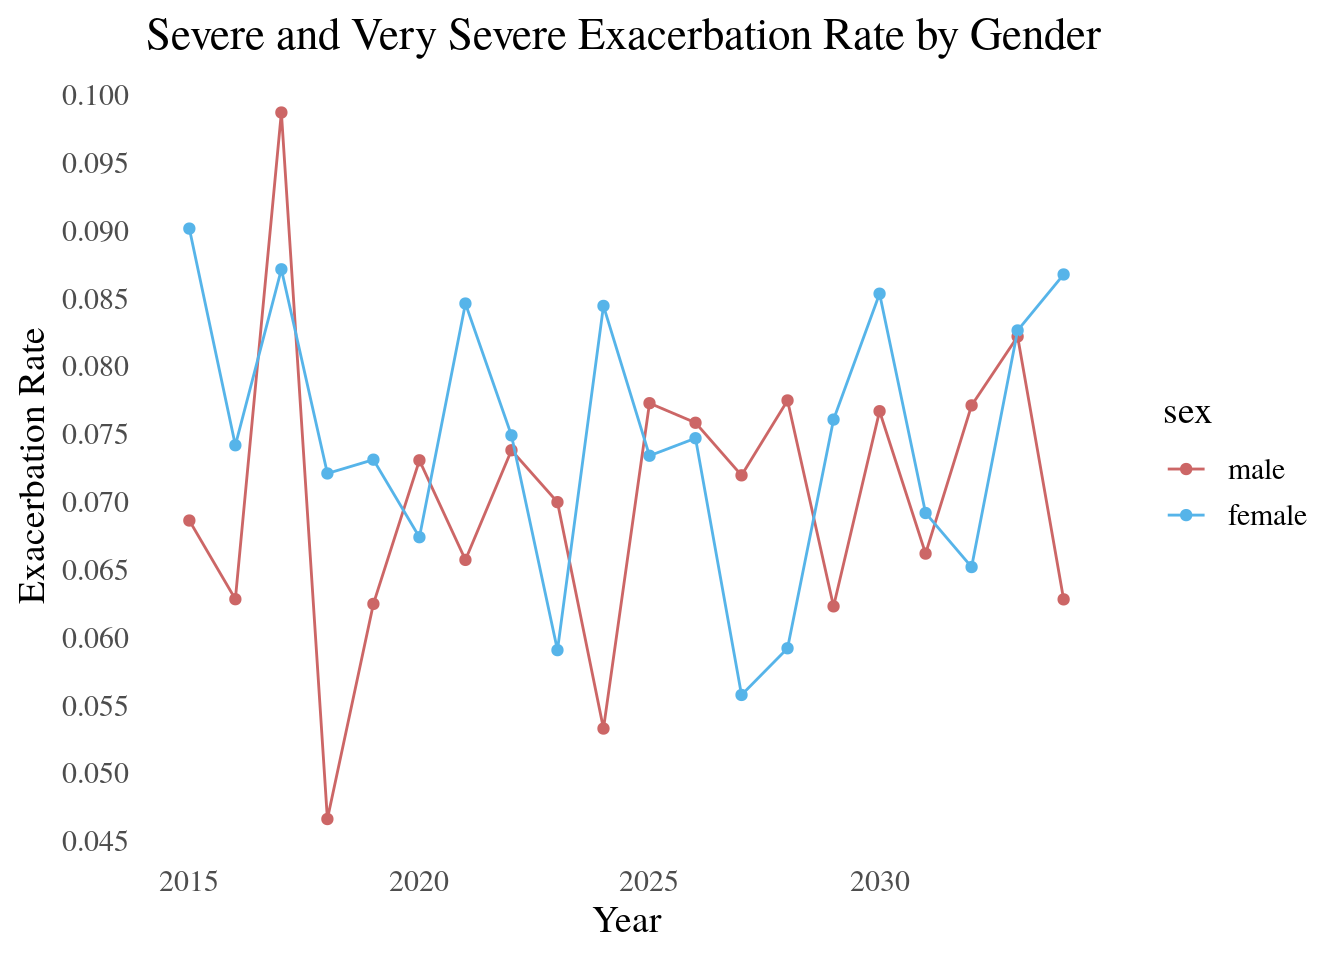 Severe and Very Severe Exacerbation Rate by Gender
0.100
0.095
0.090
0.085
0.080
0.075
0.070
0.065
0.060
0.055
0.050
0.045
Exacerbation Rate
2015 2020 2025 2030
Year
sex
male
female